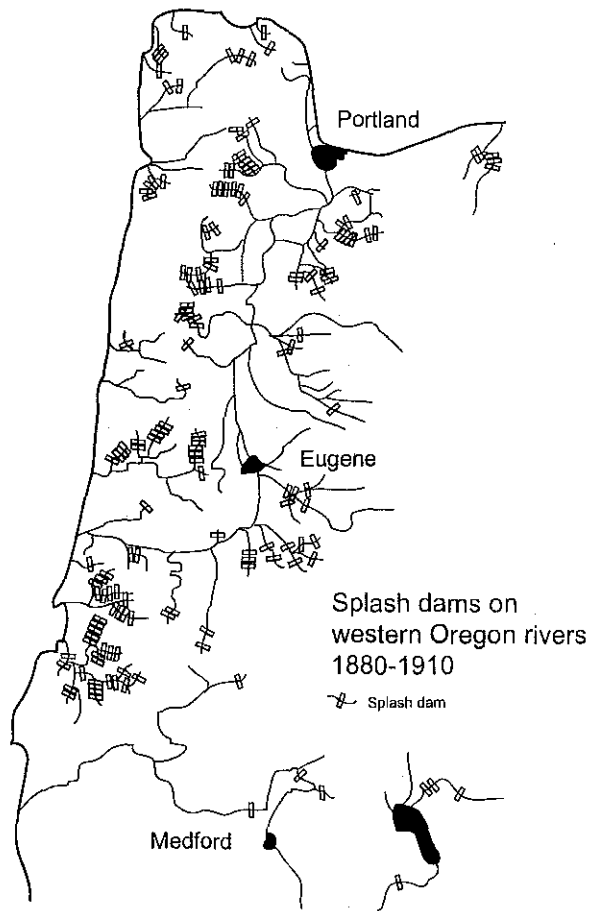 Portland
Eugene
Splash dams on
western Oregon rivers
1880-1910
Splash dam
Medford